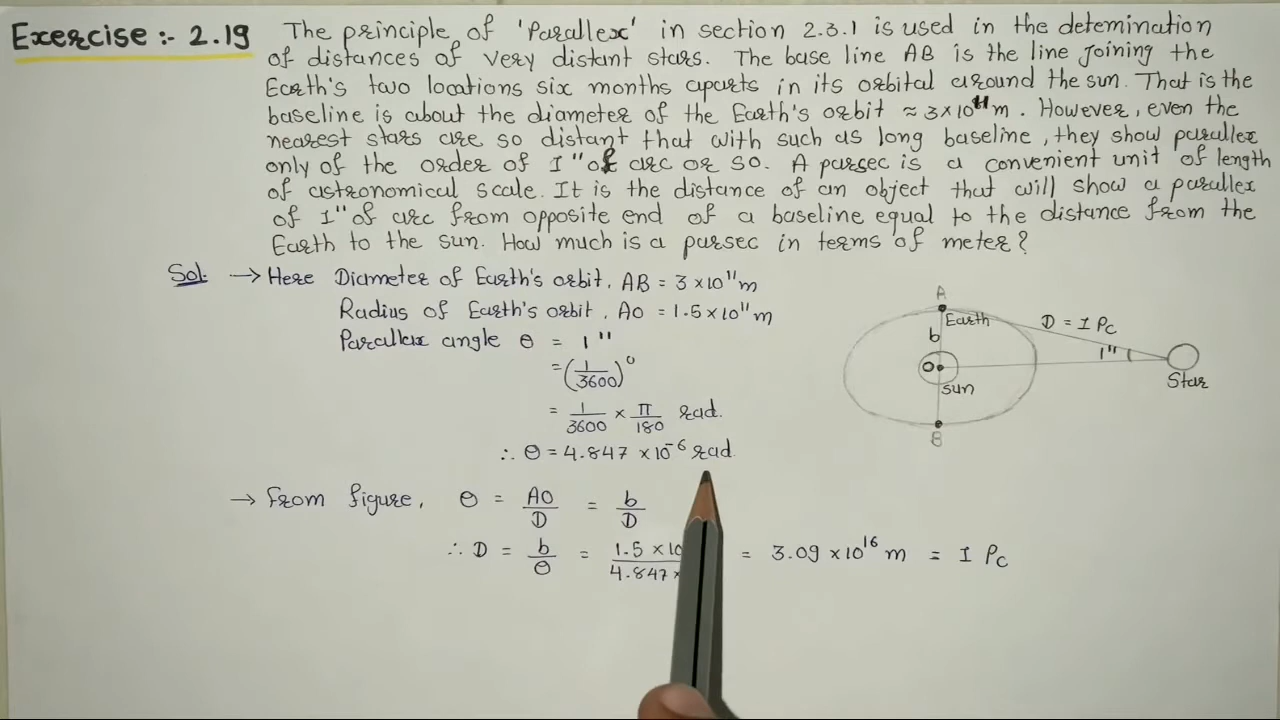 Exercise :- 2.19 The principle of 'Parallex' in section 2.3.1 is used in the detemination
of distances of very distant stars. The base line AB is the line joining the
Earth's two locations six months aparts in its orbital around the sun. That is the
baseline is about the diameter of the Earth's orbit ≈ 3×10¹¹m. However, even the
nearest stars are so distant that with such as long baseline, they show parallex
only of the order of 1" of arc or so. A parsec is a convenient unit of length
of astronomical scale. It is the distance of an object that will show a parallex
of 1" of arc from opposite end of a baseline equal to the distance from the
Earth to the sun. How much is a parsec in terms of meter?
Sol. → Here Diameter of Earth's orbit, AB = 3 ×10¹¹m
Radius of Earth's orbit, AO = 1.5×10¹¹m
Parallax angle θ = 1"
= (1/3600)⁰
= 1/3600 × π/180 rad.
∴ θ = 4.847 ×10⁻⁶ rad.
→ from figure, θ = AO/D = b/D
∴ D = b/θ = 1.5 ×10/4.847× = 3.09 ×10¹⁶ m = 1 Pc
A
Earth
b
D = 1 Pc
1"
O
sun
Star
B